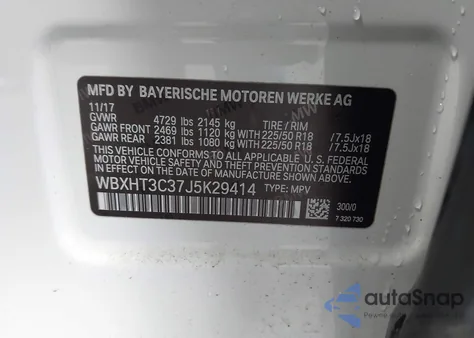 MFD BY BAYERISCHE MOTOREN WERKE AG
11/17
GVWR 4729 lbs 2145 kg TIRE / RIM
GAWR FRONT 2469 lbs 1120 kg WITH 225/50 R18 /7.5Jx18
GAWR REAR 2381 lbs 1080 kg WITH 225/50 R18 /7.5Jx18
THIS VEHICLE CONFORMS TO ALL APPLICABLE U. S. FEDERAL
MOTOR VEHICLE SAFETY STANDARDS IN EFFECT ON THE
DATE OF MANUFACTURE SHOWN ABOVE.
WBXHT3C37J5K29414 TYPE: MPV
300/0
7 320 730
autoSnap